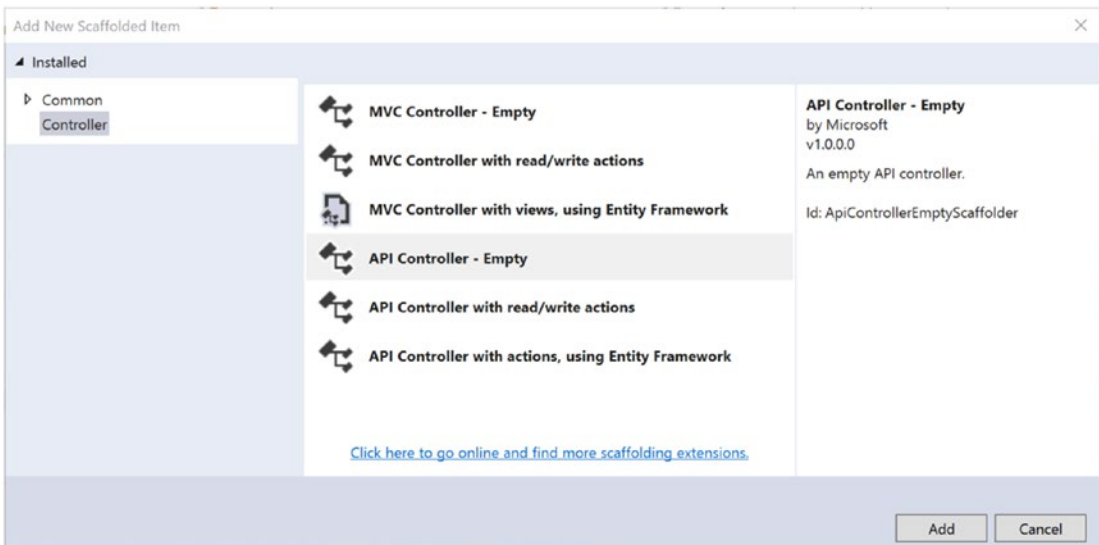 Add New Scaffolded Item
Installed
Common
Controller
MVC Controller - Empty
MVC Controller with read/write actions
MVC Controller with views, using Entity Framework
API Controller - Empty
API Controller with read/write actions
API Controller with actions, using Entity Framework
Click here to go online and find more scaffolding extensions.
API Controller - Empty
by Microsoft
v1.0.0.0
An empty API controller.
Id: ApiControllerEmptyScaffolder
Add
Cancel